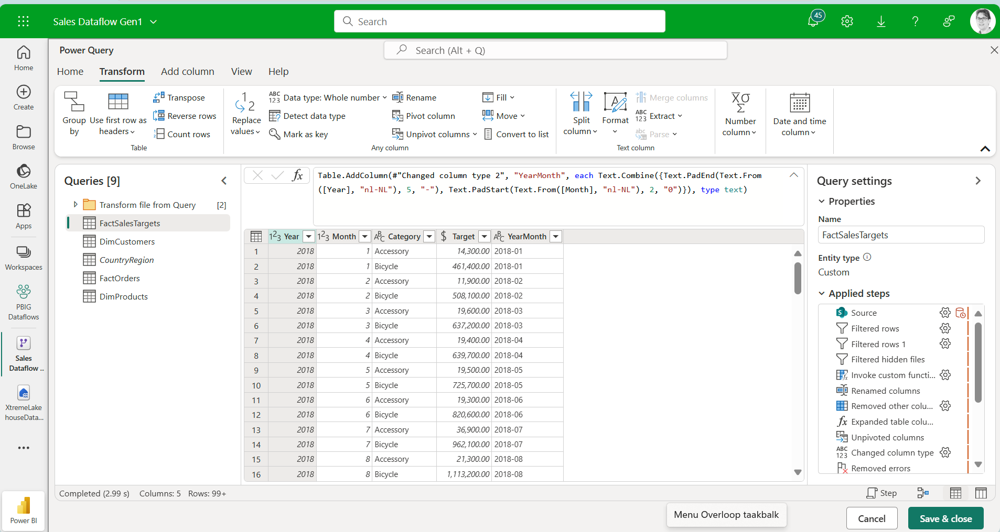 Sales Dataflow Gen1
Search
45
Home
Create
Browse
OneLake
Apps
Workspaces
PBIG
Dataflows
Sales
Dataflow ..
XtremeLake
houseData...
Power BI
Power Query
Search (Alt + Q)
Home Transform Add column View Help
Group by
Use first row as headers
Transpose
Reverse rows
Count rows
Table
Replace values
Data type: Whole number
Detect data type
Mark as key
Rename
Pivot column
Unpivot columns
Fill
Move
Convert to list
Any column
Split column
Format
Merge columns
Extract
Parse
Text column
Number column
Date and time column
Queries [9]
Transform file from Query [2]
FactSalesTargets
DimCustomers
CountryRegion
FactOrders
DimProducts
fx
Table.AddColumn(#"Changed column type 2", "YearMonth", each Text.Combine({Text.PadEnd(Text.From
([Year], "nl-NL"), 5, "-"), Text.PadStart(Text.From([Month], "nl-NL"), 2, "0")}), type text)
Year Month Category Target YearMonth
1 2018 1 Accessory 14,300.00 2018-01
2 2018 1 Bicycle 461,400.00 2018-01
3 2018 2 Accessory 11,900.00 2018-02
4 2018 2 Bicycle 508,100.00 2018-02
5 2018 3 Accessory 19,600.00 2018-03
6 2018 3 Bicycle 637,200.00 2018-03
7 2018 4 Accessory 19,400.00 2018-04
8 2018 4 Bicycle 639,700.00 2018-04
9 2018 5 Accessory 19,500.00 2018-05
10 2018 5 Bicycle 725,700.00 2018-05
11 2018 6 Accessory 19,300.00 2018-06
12 2018 6 Bicycle 820,600.00 2018-06
13 2018 7 Accessory 36,900.00 2018-07
14 2018 7 Bicycle 962,100.00 2018-07
15 2018 8 Accessory 21,300.00 2018-08
16 2018 8 Bicycle 1,113,200.00 2018-08
Query settings
Properties
Name
FactSalesTargets
Entity type
Custom
Applied steps
Source
Filtered rows
Filtered rows 1
Filtered hidden files
Invoke custom functi...
Renamed columns
Removed other colu...
Expanded table colu...
Unpivoted columns
Changed column type
Removed errors
Completed (2.99 s) Columns: 5 Rows: 99+
Step
Menu Overloop taakbalk
Cancel
Save & close